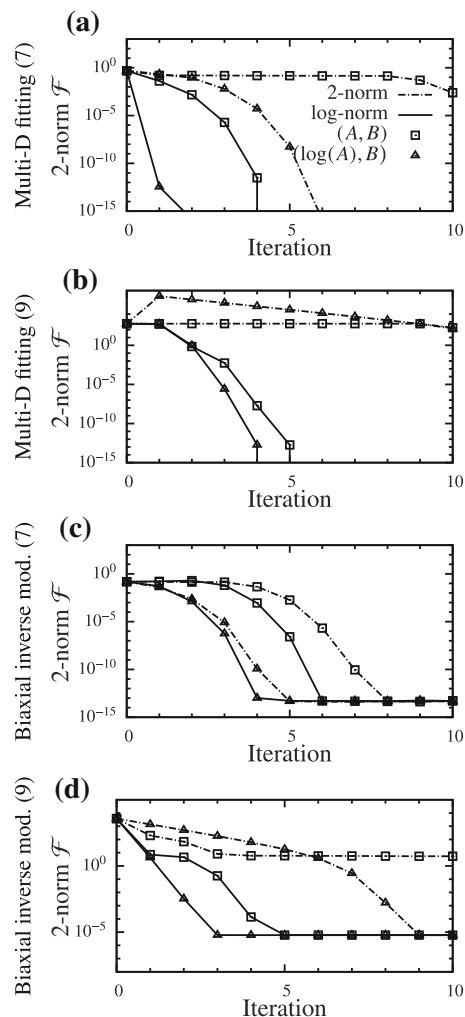 (a)
Multi-D fitting (7)
2-norm ℱ
10^0
10^-5
10^-10
10^-15
2-norm
log-norm
(A, B)
(log(A), B)
0
5
10
Iteration
(b)
Multi-D fitting (9)
2-norm ℱ
10^0
10^-5
10^-10
10^-15
0
5
10
Iteration
(c)
Biaxial inverse mod. (7)
2-norm ℱ
10^0
10^-5
10^-10
10^-15
0
5
10
Iteration
(d)
Biaxial inverse mod. (9)
2-norm ℱ
10^0
10^-5
0
5
10
Iteration